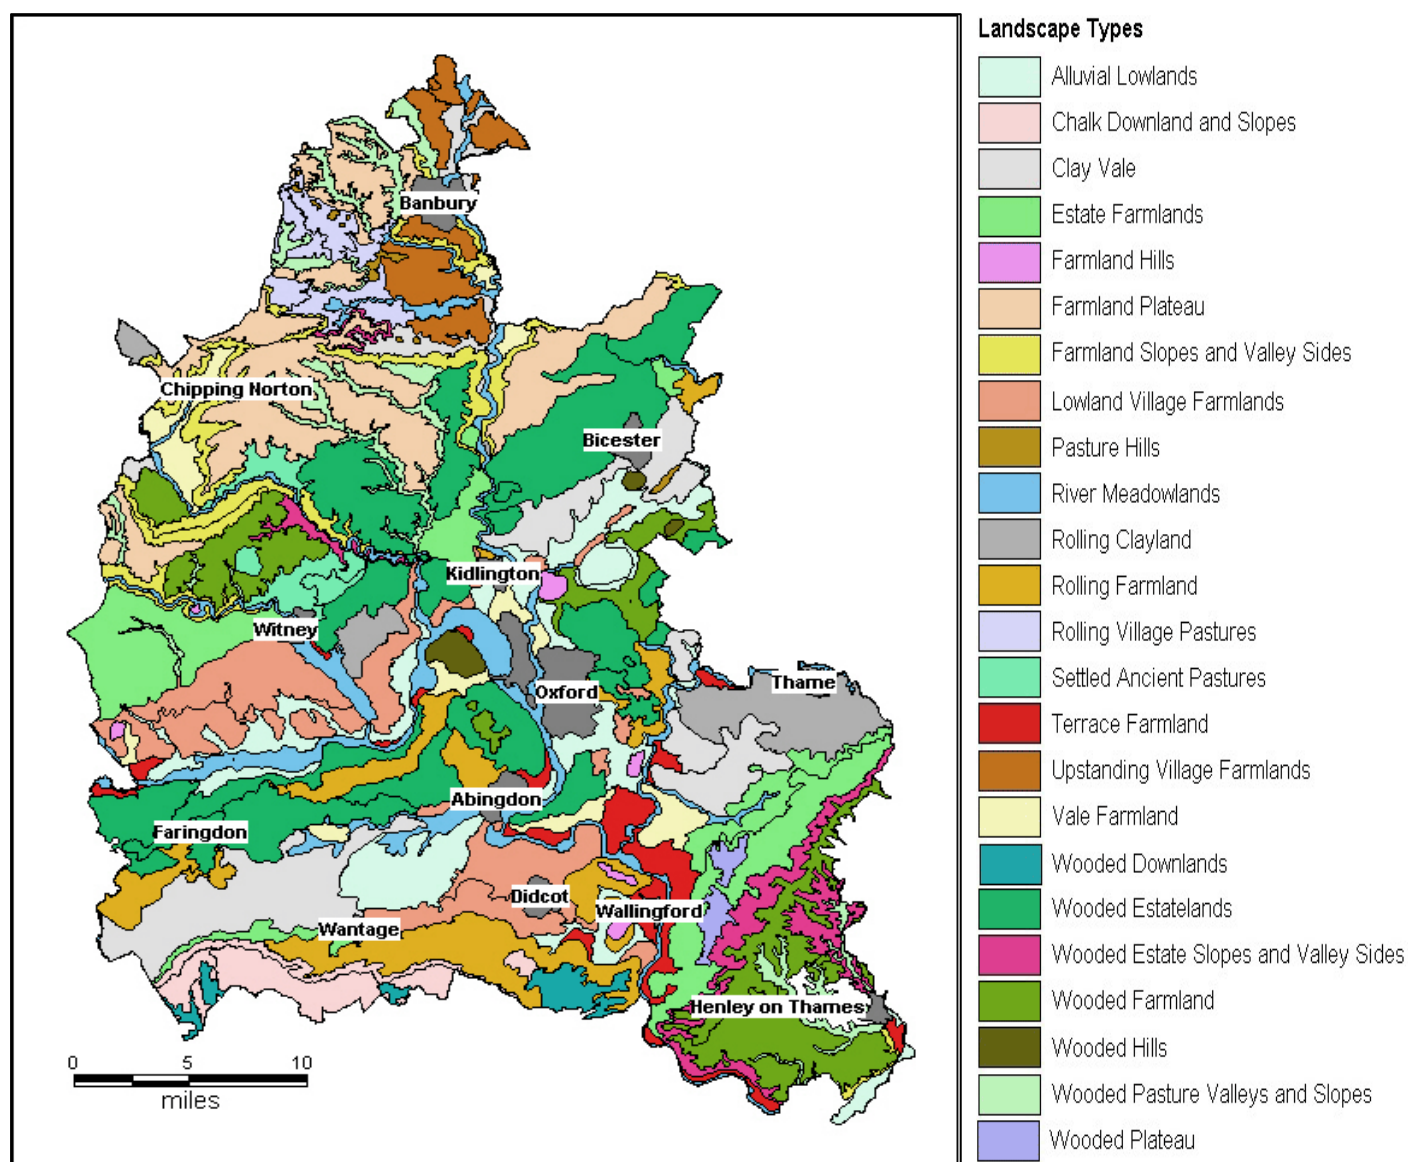 Landscape Types
Alluvial Lowlands
Chalk Downland and Slopes
Clay Vale
Estate Farmlands
Farmland Hills
Farmland Plateau
Farmland Slopes and Valley Sides
Lowland Village Farmlands
Pasture Hills
River Meadowlands
Rolling Clayland
Rolling Farmland
Rolling Village Pastures
Settled Ancient Pastures
Terrace Farmland
Upstanding Village Farmlands
Vale Farmland
Wooded Downlands
Wooded Estatelands
Wooded Estate Slopes and Valley Sides
Wooded Farmland
Wooded Hills
Wooded Pasture Valleys and Slopes
Wooded Plateau
Banbury
Chipping Norton
Bicester
Kidlington
Witney
Oxford
Thame
Abingdon
Faringdon
Didcot
Wallingford
Wantage
Henley on Thames
0 5 10
miles